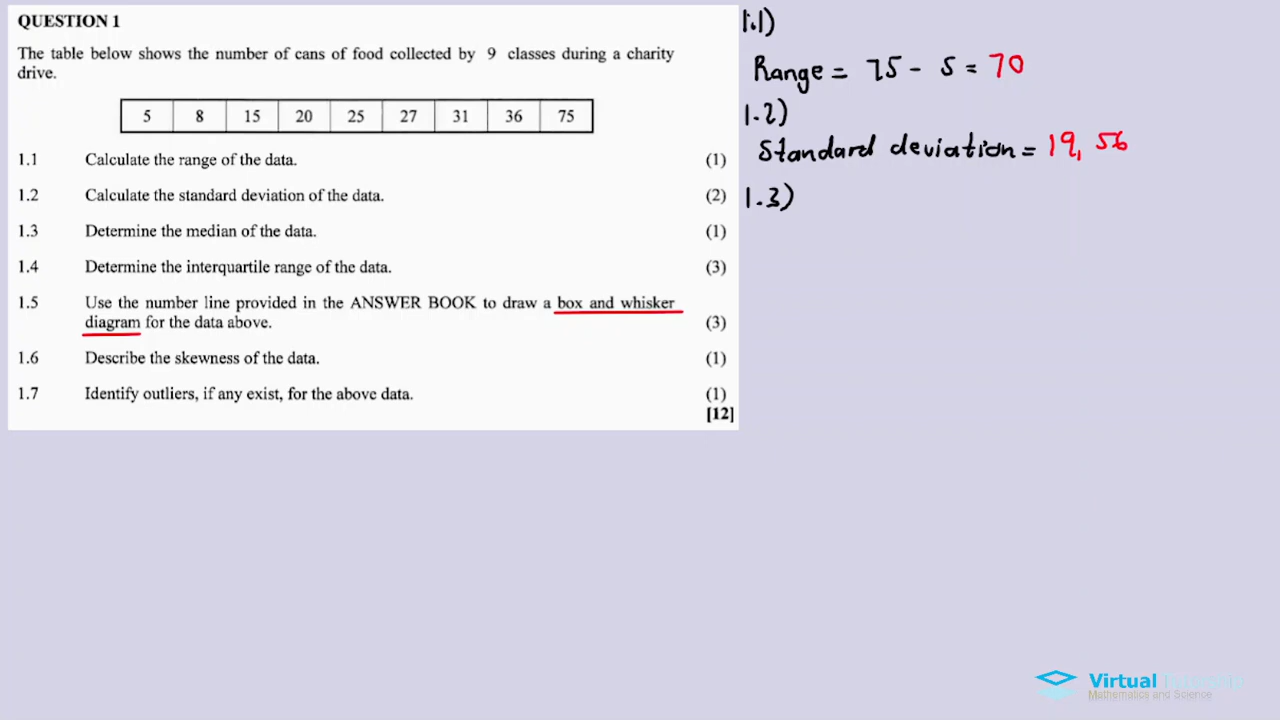 QUESTION 1
The table below shows the number of cans of food collected by 9 classes during a charity
drive.
5 8 15 20 25 27 31 36 75
1.1 Calculate the range of the data. (1)
1.2 Calculate the standard deviation of the data. (2)
1.3 Determine the median of the data. (1)
1.4 Determine the interquartile range of the data. (3)
1.5 Use the number line provided in the ANSWER BOOK to draw a box and whisker
diagram for the data above. (3)
1.6 Describe the skewness of the data. (1)
1.7 Identify outliers, if any exist, for the above data. (1)
[12]
1.1)
Range = 75 - 5 = 70
1.2)
Standard deviation = 19, 56
1.3)
Virtual
Mathematics and Science